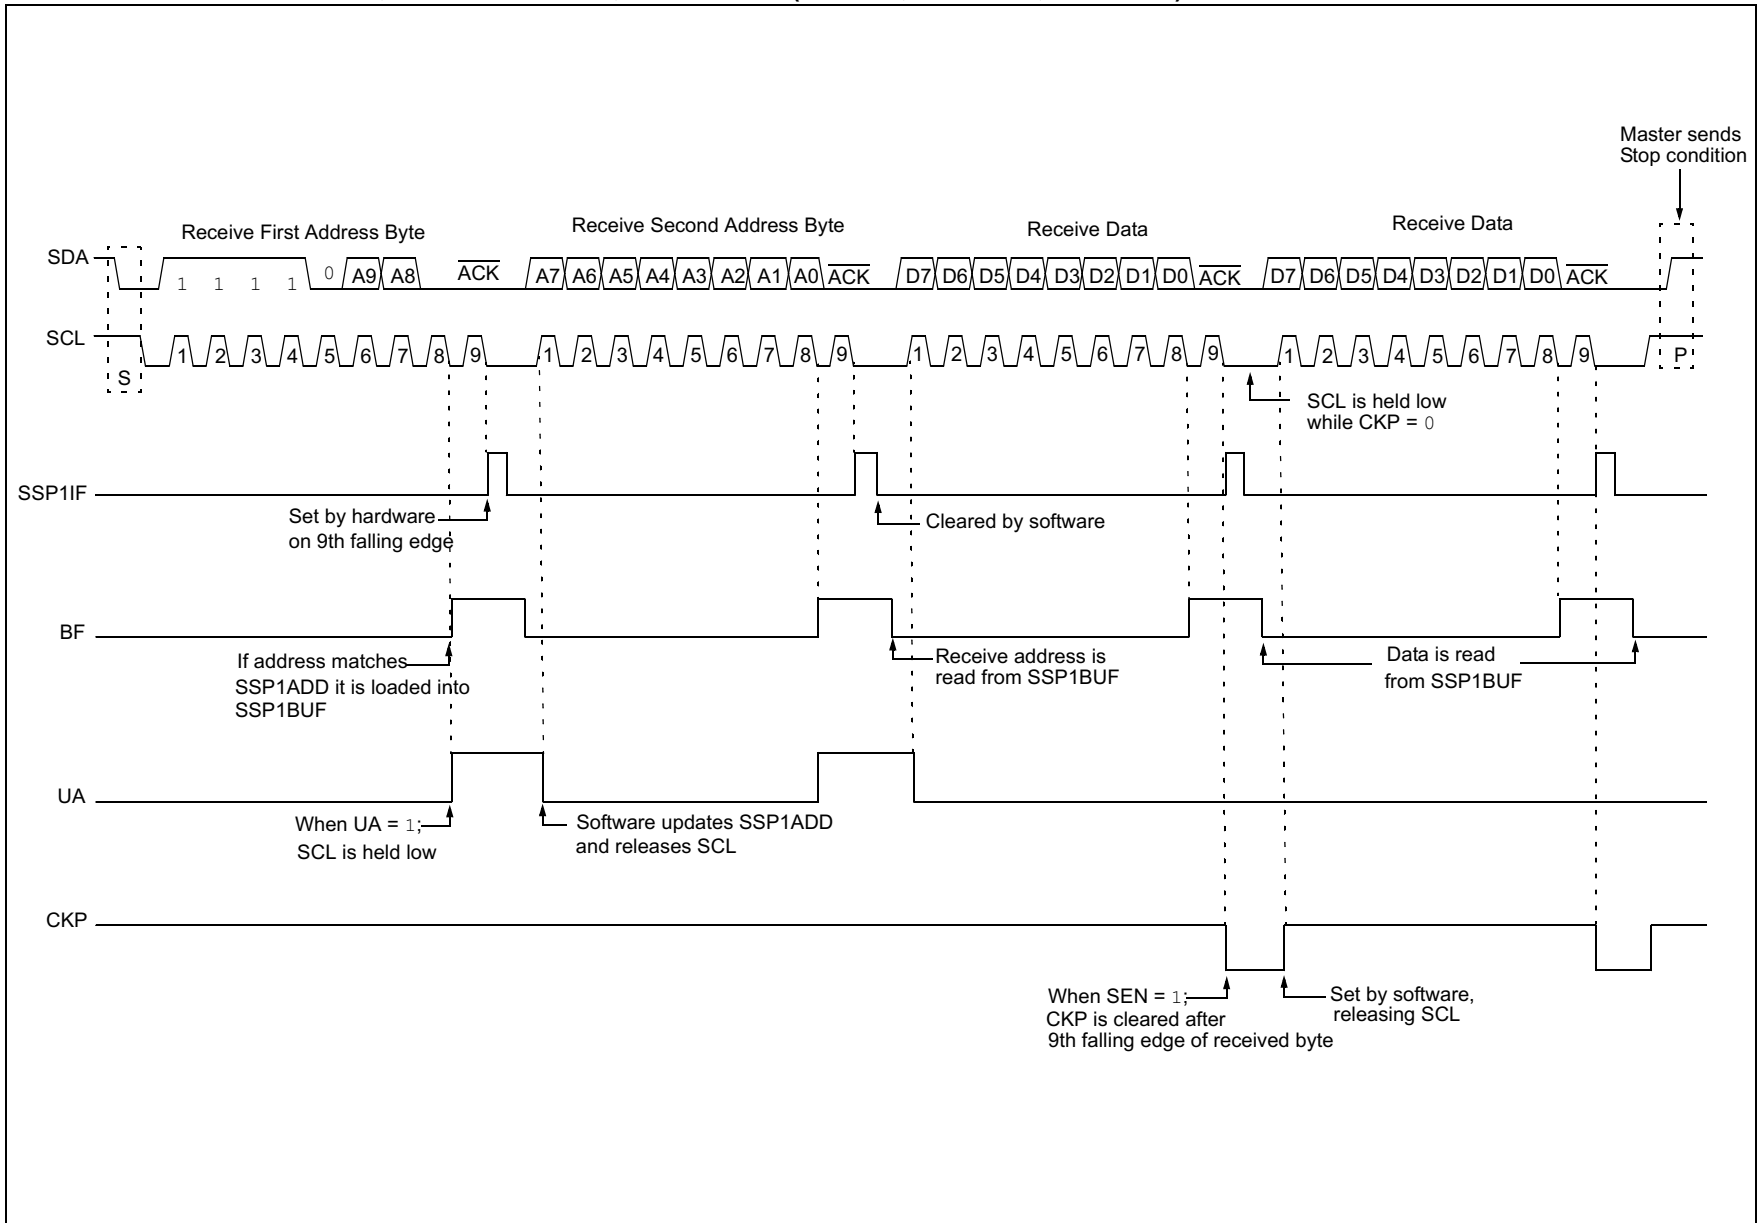 Master sends
Stop condition
Receive First Address Byte
Receive Second Address Byte
Receive Data
Receive Data
SDA
1 1 1 1 0 A9 A8 ACK A7 A6 A5 A4 A3 A2 A1 A0 ACK D7 D6 D5 D4 D3 D2 D1 D0 ACK D7 D6 D5 D4 D3 D2 D1 D0 ACK
SCL
S 1 2 3 4 5 6 7 8 9 1 2 3 4 5 6 7 8 9 1 2 3 4 5 6 7 8 9 1 2 3 4 5 6 7 8 9 P
SCL is held low
while CKP = 0
SSP1IF
Set by hardware
on 9th falling edge
Cleared by software
BF
If address matches
SSP1ADD it is loaded into
SSP1BUF
Receive address is
read from SSP1BUF
Data is read
from SSP1BUF
UA
When UA = 1;
SCL is held low
Software updates SSP1ADD
and releases SCL
CKP
When SEN = 1;
CKP is cleared after
9th falling edge of received byte
Set by software,
releasing SCL